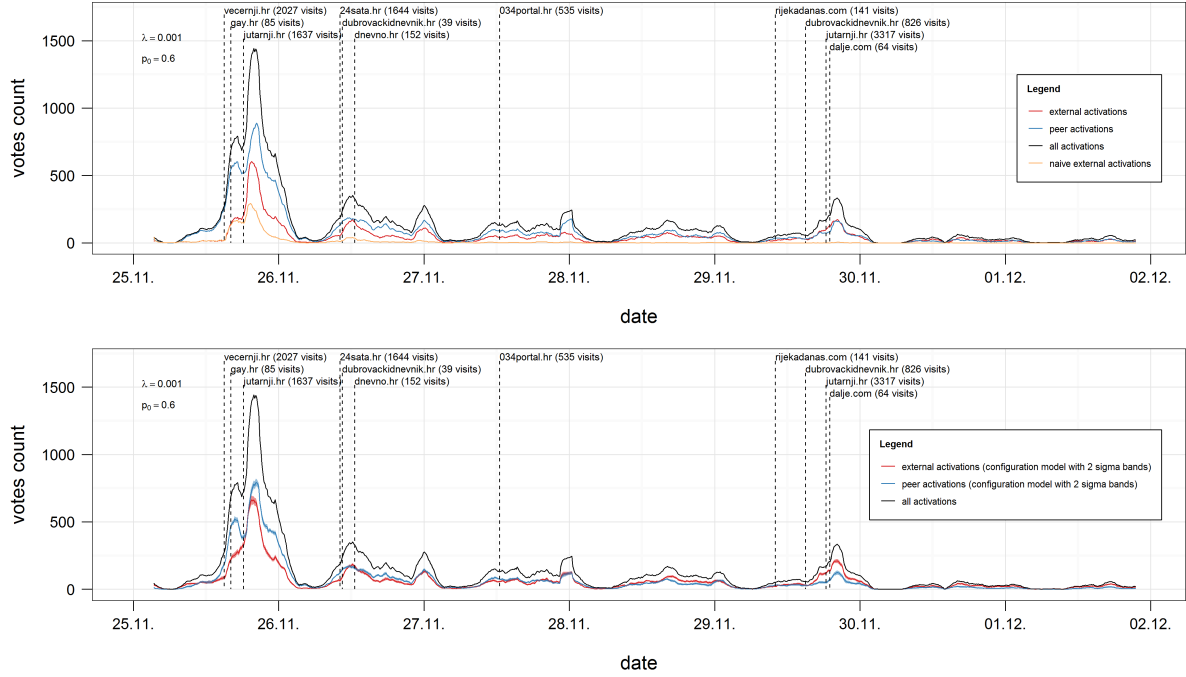 vecernji.hr (2027 visits) 24sata.hr (1644 visits) 034portal.hr (535 visits) rijekadanas.com (141 visits)
gay.hr (85 visits) dubrovackidnevnik.hr (39 visits) dubrovackidnevnik.hr (826 visits)
jutarnji.hr (1637 visits) dnevno.hr (152 visits) jutarnji.hr (3317 visits)
dalje.com (64 visits)
λ = 0.001
p₀ = 0.6
votes count
1500
1000
500
0
Legend
external activations
peer activations
all activations
naive external activations
25.11. 26.11. 27.11. 28.11. 29.11. 30.11. 01.12. 02.12.
date
vecernji.hr (2027 visits) 24sata.hr (1644 visits) 034portal.hr (535 visits) rijekadanas.com (141 visits)
gay.hr (85 visits) dubrovackidnevnik.hr (39 visits) dubrovackidnevnik.hr (826 visits)
jutarnji.hr (1637 visits) dnevno.hr (152 visits) jutarnji.hr (3317 visits)
dalje.com (64 visits)
λ = 0.001
p₀ = 0.6
votes count
1500
1000
500
0
Legend
external activations (configuration model with 2 sigma bands)
peer activations (configuration model with 2 sigma bands)
all activations
25.11. 26.11. 27.11. 28.11. 29.11. 30.11. 01.12. 02.12.
date